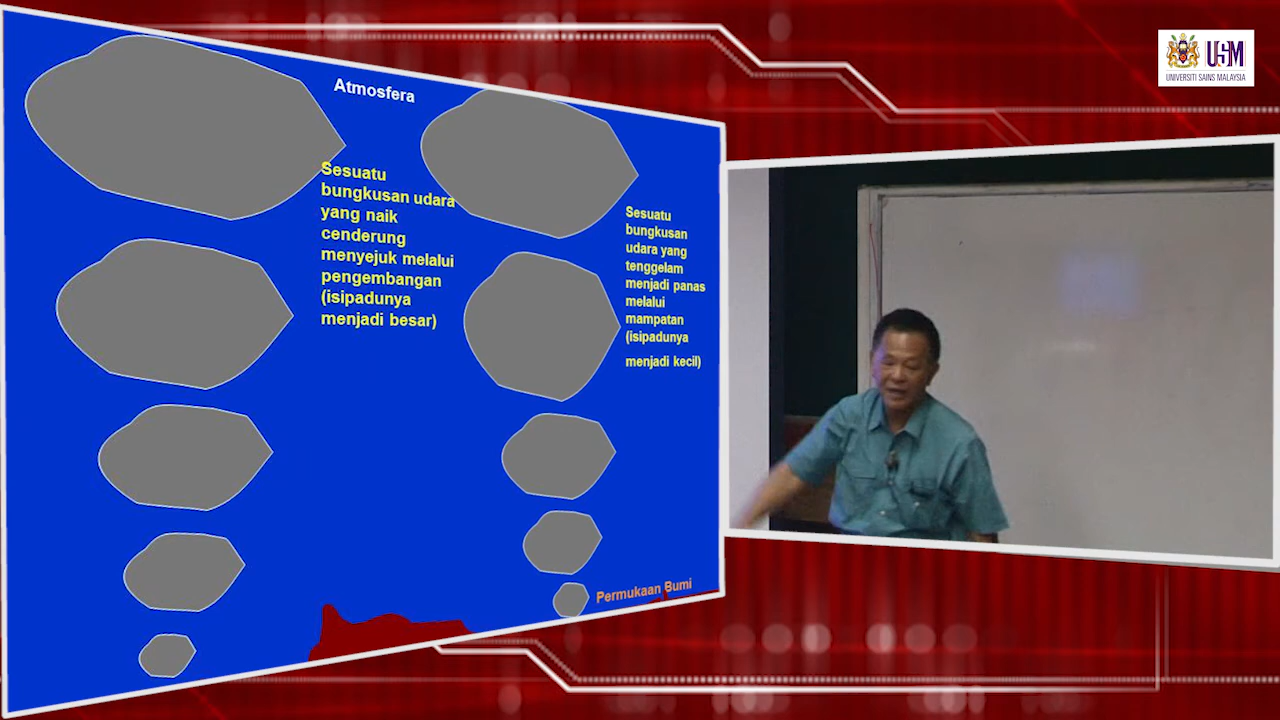 Atmosfera
Sesuatu
bungkusan udara
yang naik
cenderung
menyejuk melalui
pengembangan
(isipadunya
menjadi besar)
Sesuatu
bungkusan
udara yang
tenggelam
menjadi panas
melalui
mampatan
(isipadunya
menjadi kecil)
Permukaan Bumi
USM
UNIVERSITI SAINS MALAYSIA